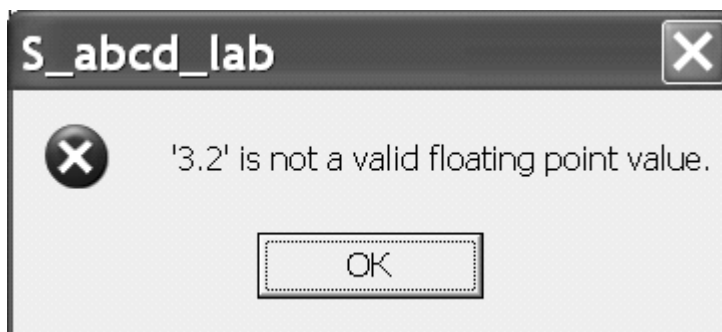 S_abcd_lab
'3.2' is not a valid floating point value.
OK